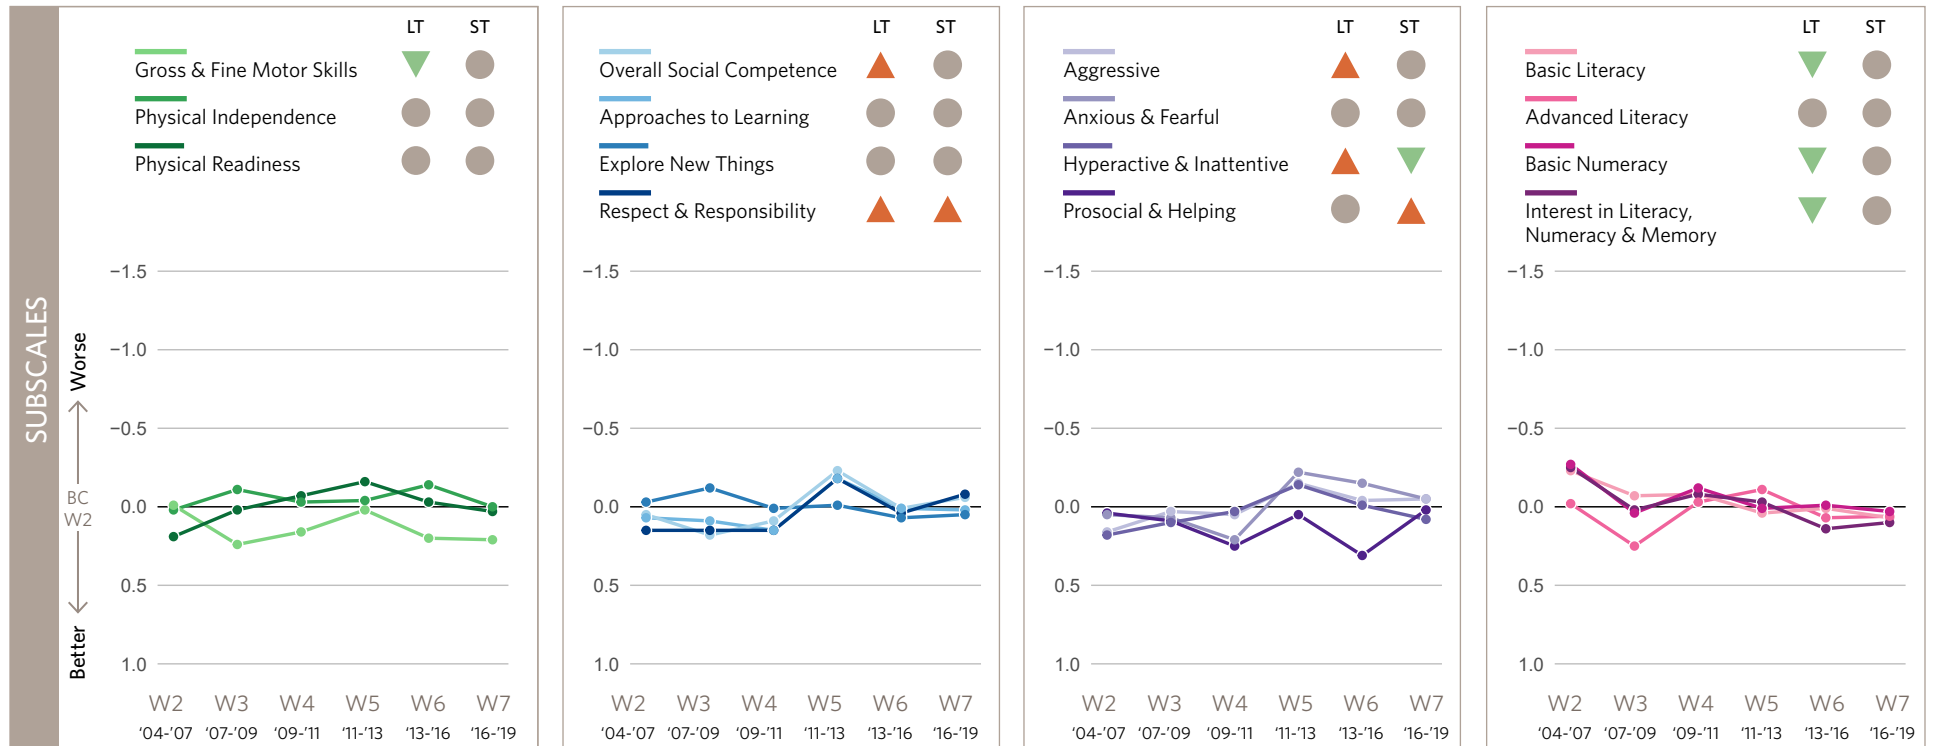 SUBSCALES
Worse
BC
W2
Better
LT ST
Gross & Fine Motor Skills
Physical Independence
Physical Readiness
−1.5
−1.0
−0.5
0.0
0.5
1.0
W2 W3 W4 W5 W6 W7
‘04-’07 ‘07-’09 ‘09-’11 ‘11-’13 ‘13-’16 ‘16-’19
LT ST
Overall Social Competence
Approaches to Learning
Explore New Things
Respect & Responsibility
−1.5
−1.0
−0.5
0.0
0.5
1.0
W2 W3 W4 W5 W6 W7
‘04-’07 ‘07-’09 ‘09-’11 ‘11-’13 ‘13-’16 ‘16-’19
LT ST
Aggressive
Anxious & Fearful
Hyperactive & Inattentive
Prosocial & Helping
−1.5
−1.0
−0.5
0.0
0.5
1.0
W2 W3 W4 W5 W6 W7
‘04-’07 ‘07-’09 ‘09-’11 ‘11-’13 ‘13-’16 ‘16-’19
LT ST
Basic Literacy
Advanced Literacy
Basic Numeracy
Interest in Literacy,
Numeracy & Memory
−1.5
−1.0
−0.5
0.0
0.5
1.0
W2 W3 W4 W5 W6 W7
‘04-’07 ‘07-’09 ‘09-’11 ‘11-’13 ‘13-’16 ‘16-’19